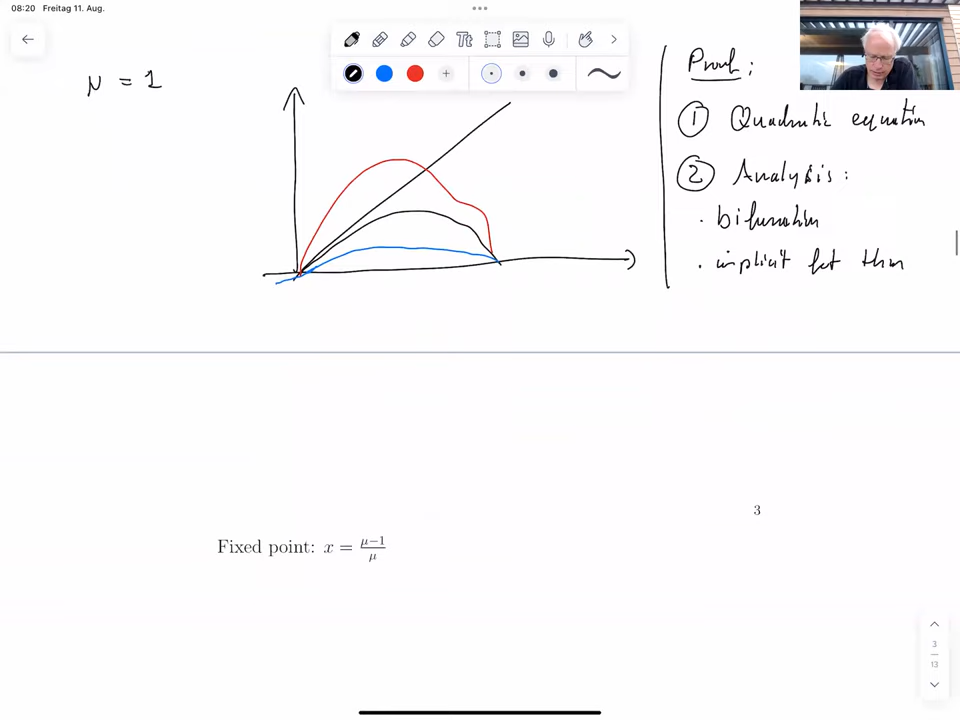 08:20 Freitag 11. Aug.
μ = 1
Tt
Proof:
① Quadratic equation
② Analysis:
· bifurcation
· implicit fct thm
3
Fixed point: x = μ−1/μ
3
13